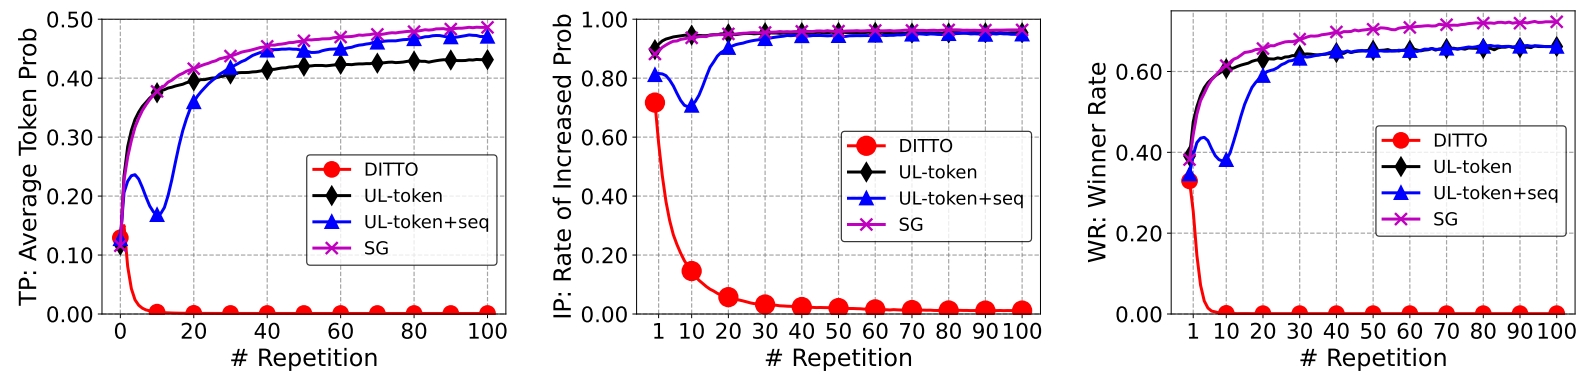 TP: Average Token Prob
0.50
0.40
0.30
0.20
0.10
0.00
DITTO
UL-token
UL-token+seq
SG
0 20 40 60 80 100
# Repetition
IP: Rate of Increased Prob
1.00
0.80
0.60
0.40
0.20
0.00
DITTO
UL-token
UL-token+seq
SG
1 10 20 30 40 50 60 70 80 90 100
# Repetition
WR: Winner Rate
0.60
0.40
0.20
0.00
DITTO
UL-token
UL-token+seq
SG
1 10 20 30 40 50 60 70 80 90 100
# Repetition